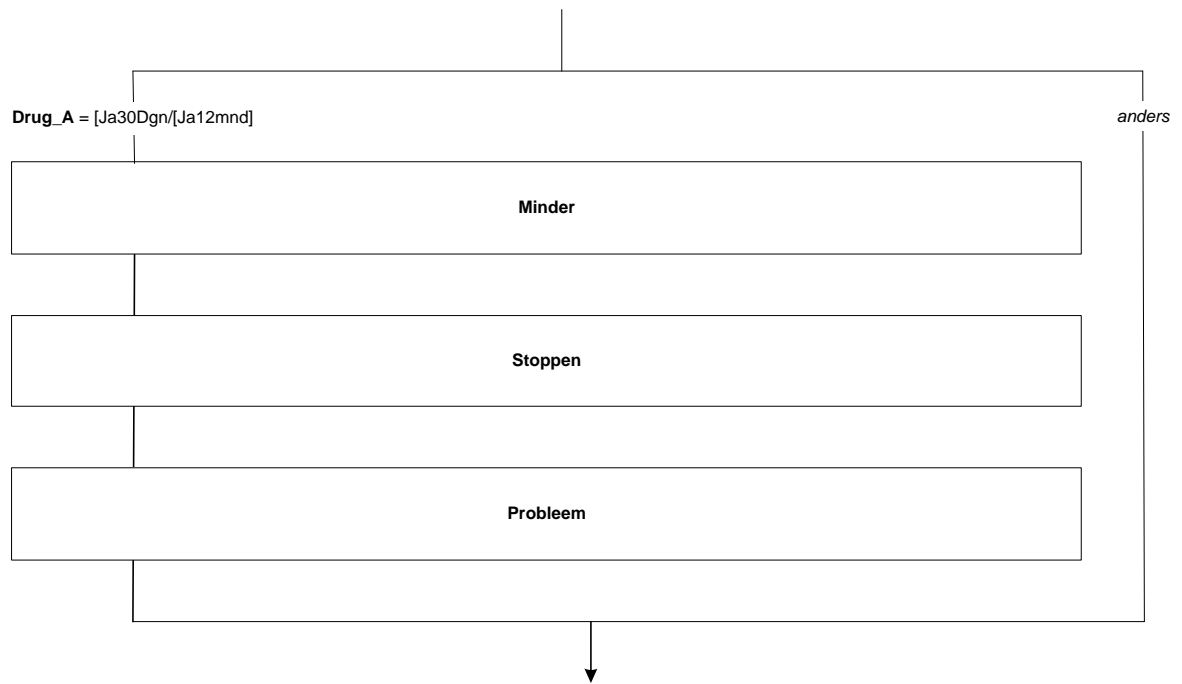 Drug_A = [Ja30Dgn/[Ja12mnd]
anders
Minder
Stoppen
Probleem